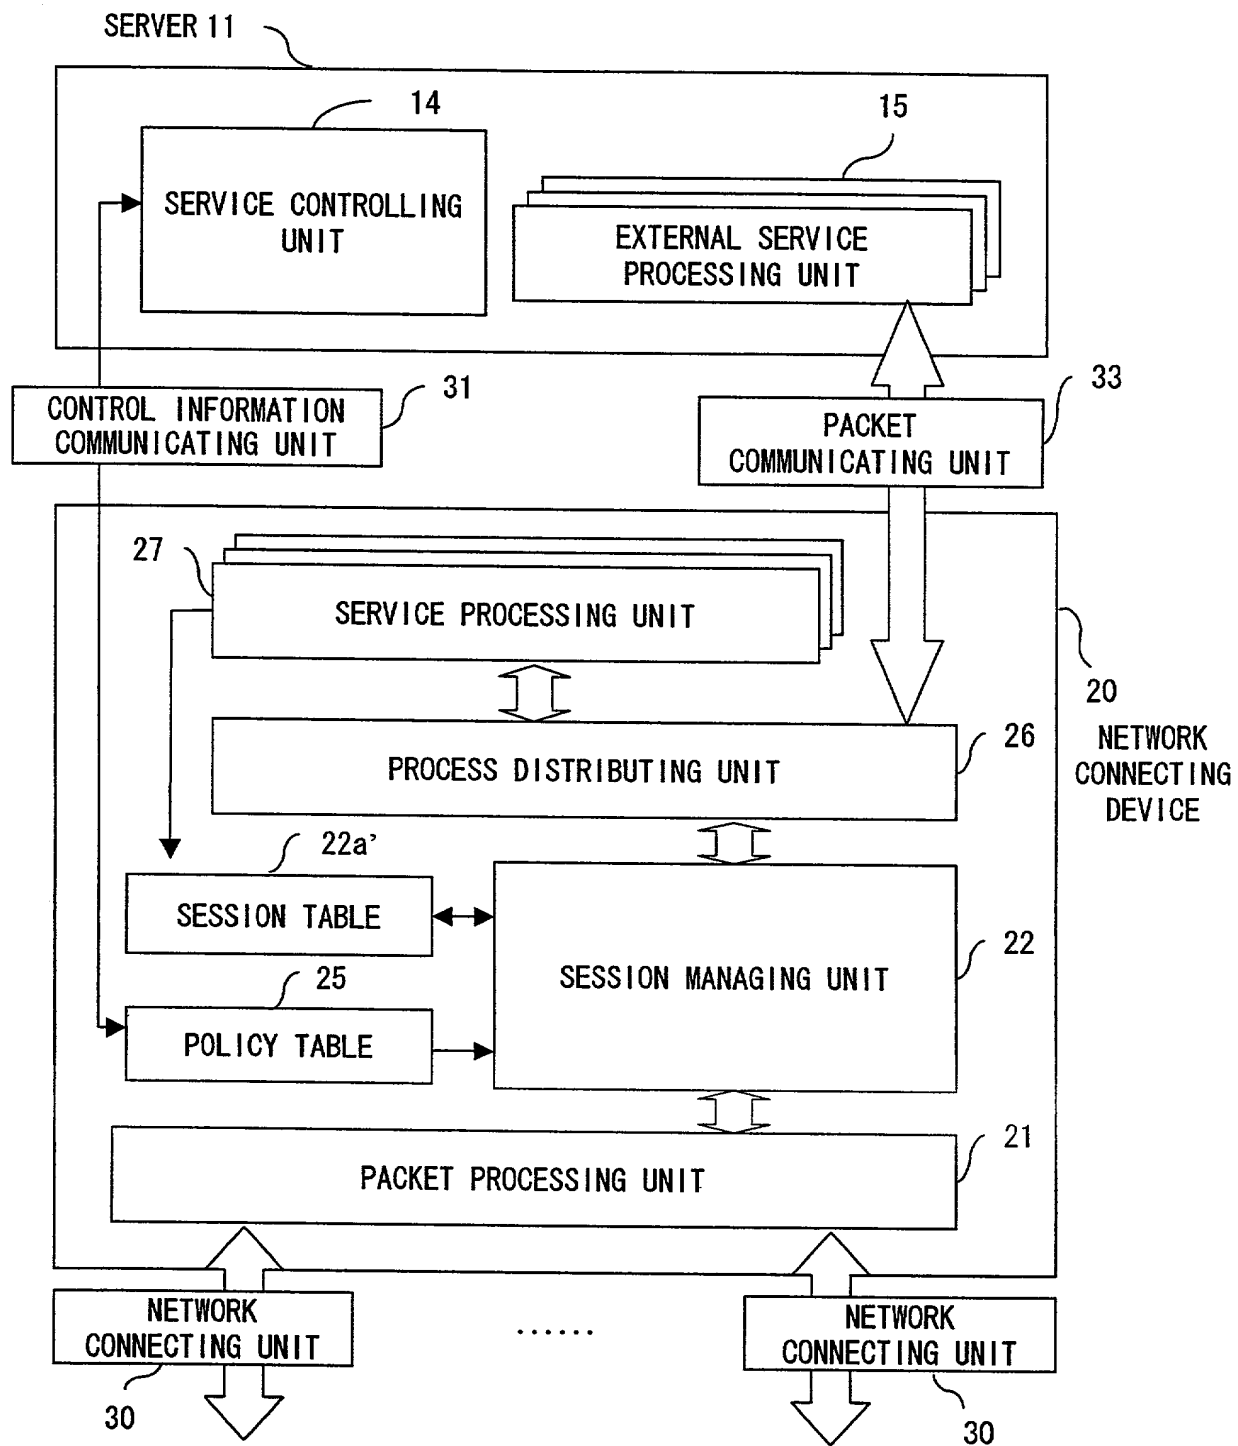 SERVER 11
14
15
SERVICE CONTROLLING
UNIT
EXTERNAL SERVICE
PROCESSING UNIT
31
33
CONTROL INFORMATION
COMMUNICATING UNIT
PACKET
COMMUNICATING UNIT
27
SERVICE PROCESSING UNIT
20
NETWORK
CONNECTING
DEVICE
26
PROCESS DISTRIBUTING UNIT
22a'
SESSION TABLE
22
SESSION MANAGING UNIT
25
POLICY TABLE
21
PACKET PROCESSING UNIT
NETWORK
CONNECTING UNIT
......
NETWORK
CONNECTING UNIT
30
30